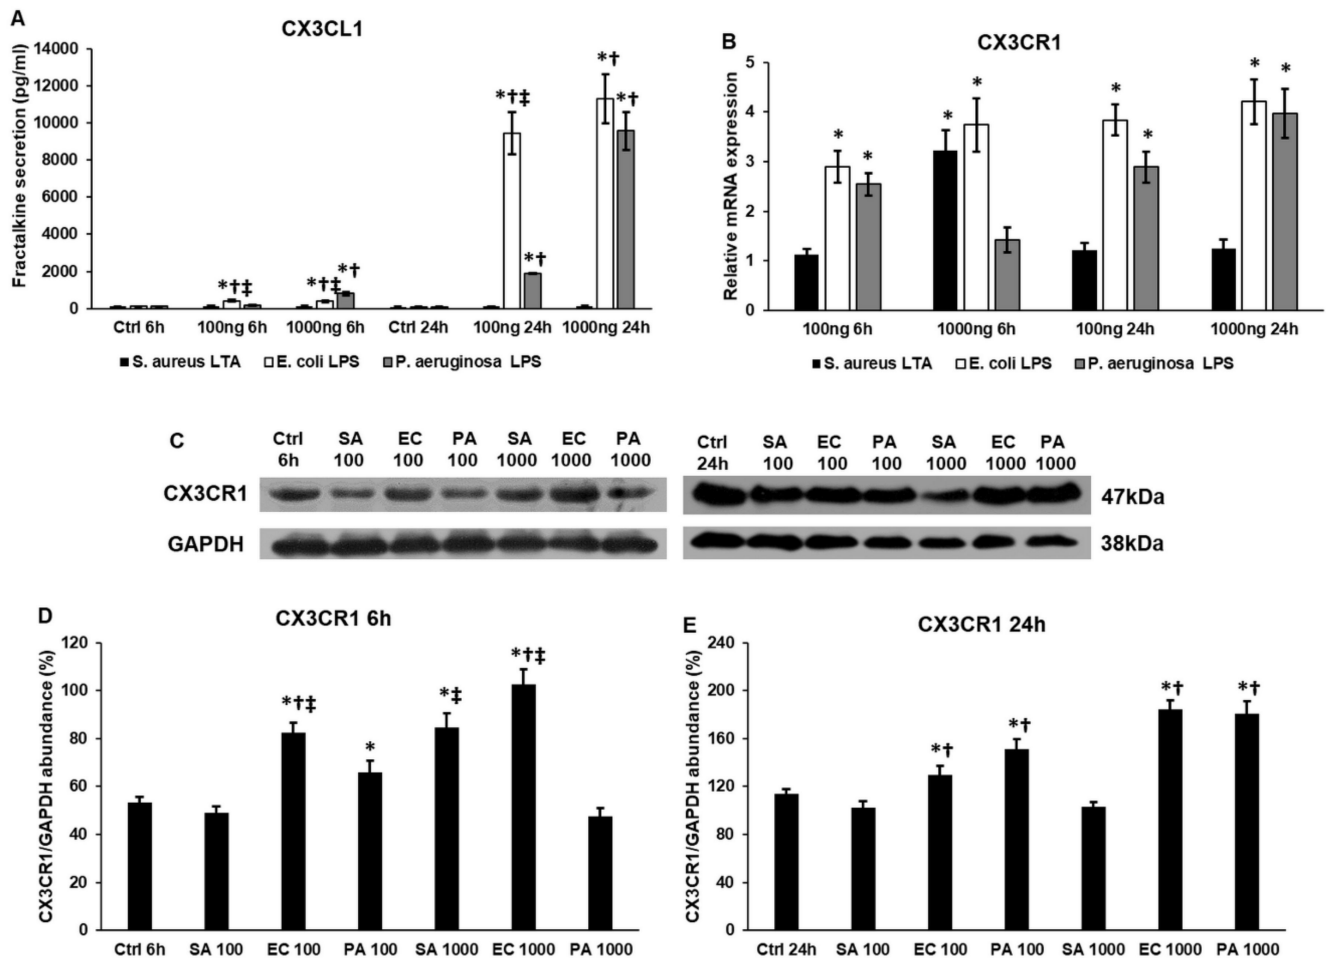 A
CX3CL1
Fractalkine secretion (pg/ml)
14000
12000
10000
8000
6000
4000
2000
0
*†‡
*†‡
*†
*†‡
*†
*†
*†
Ctrl 6h 100ng 6h 1000ng 6h Ctrl 24h 100ng 24h 1000ng 24h
S. aureus LTA E. coli LPS P. aeruginosa LPS
B
CX3CR1
Relative mRNA expression
5
4
3
2
1
0
* * * * * * * *
100ng 6h 1000ng 6h 100ng 24h 1000ng 24h
S. aureus LTA E. coli LPS P. aeruginosa LPS
C
Ctrl SA EC PA SA EC PA
6h 100 100 100 1000 1000 1000
Ctrl SA EC PA SA EC PA
24h 100 100 100 1000 1000 1000
CX3CR1
47kDa
GAPDH
38kDa
D
CX3CR1 6h
CX3CR1/GAPDH abundance (%)
120
100
80
60
40
20
0
*†‡
*
*‡
*†‡
Ctrl 6h SA 100 EC 100 PA 100 SA 1000 EC 1000 PA 1000
E
CX3CR1 24h
CX3CR1/GAPDH abundance (%)
240
200
160
120
80
40
0
*†
*†
*†
*†
Ctrl 24h SA 100 EC 100 PA 100 SA 1000 EC 1000 PA 1000